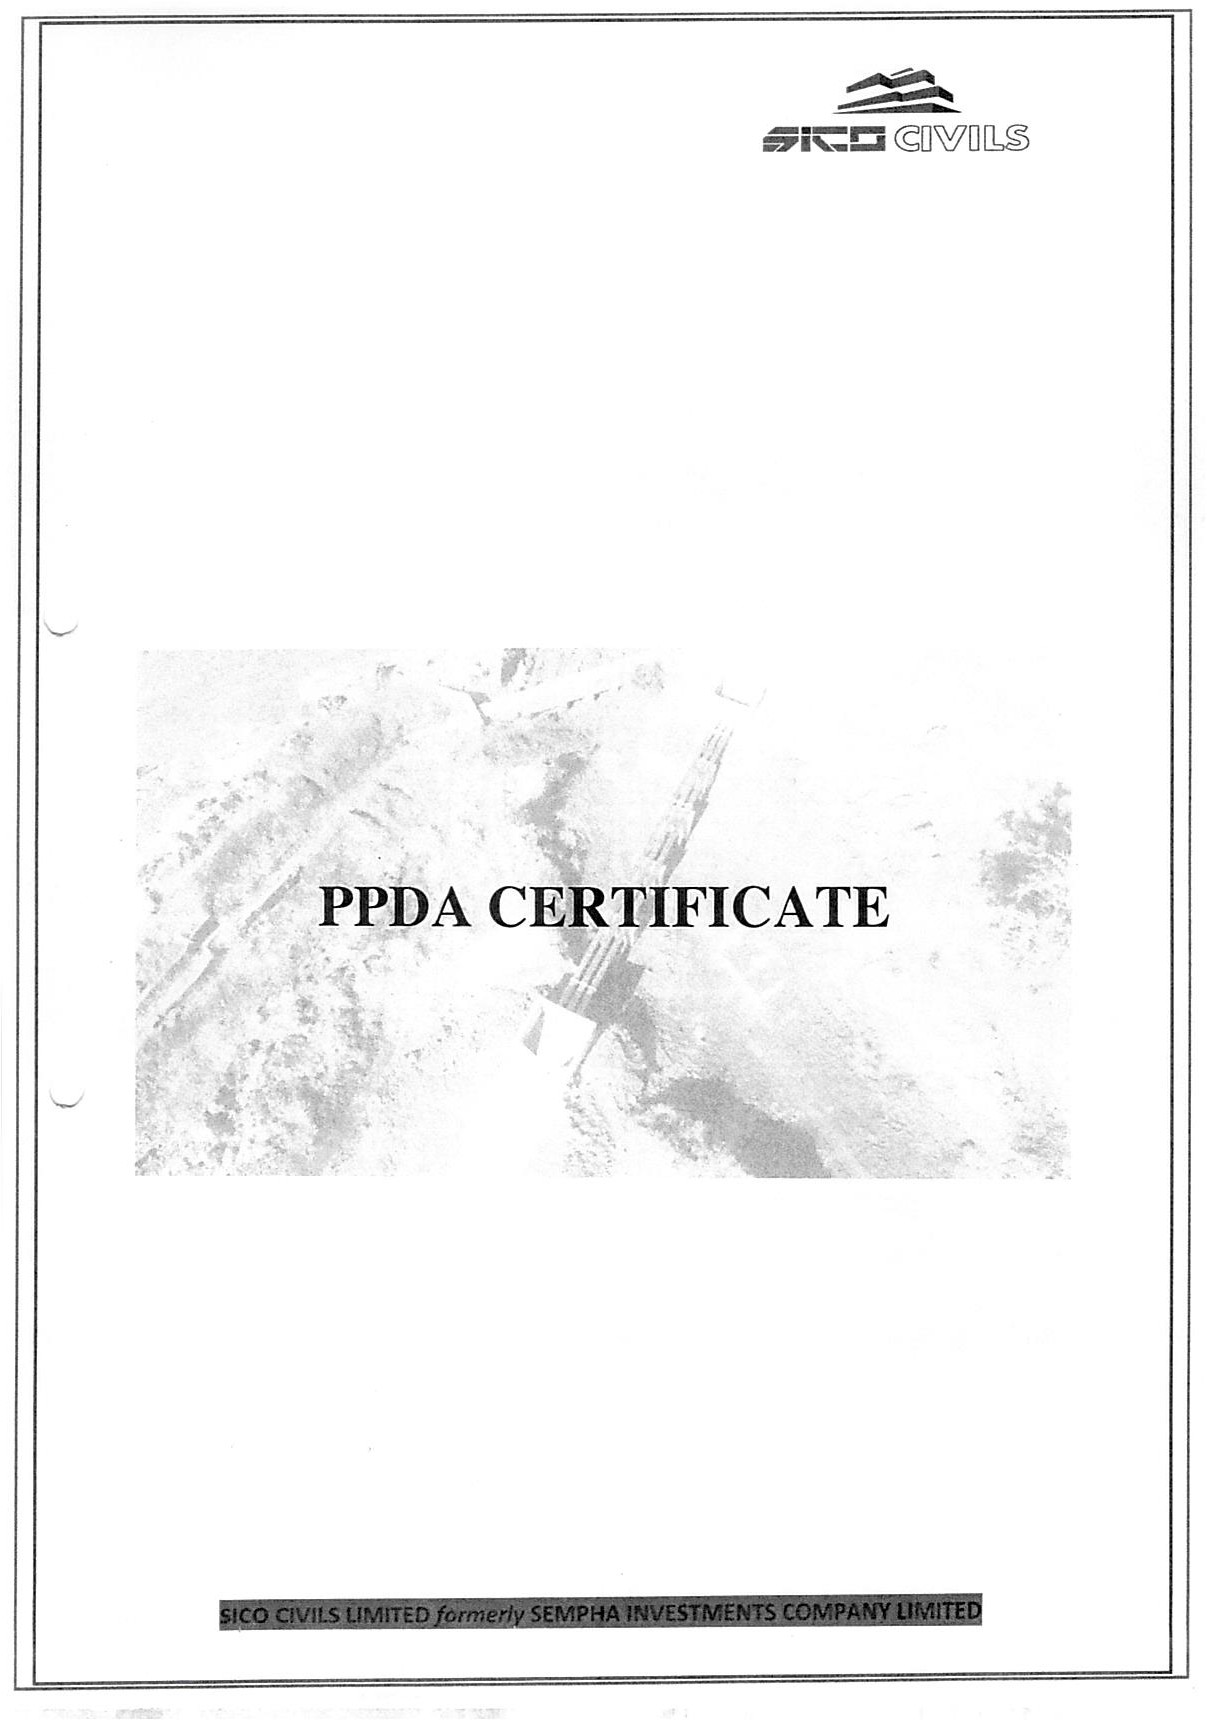 SICO CIVILS
PPDA CERTIFICATE
SICO CIVILS LIMITED formerly SEMPHA INVESTMENTS COMPANY LIMITED